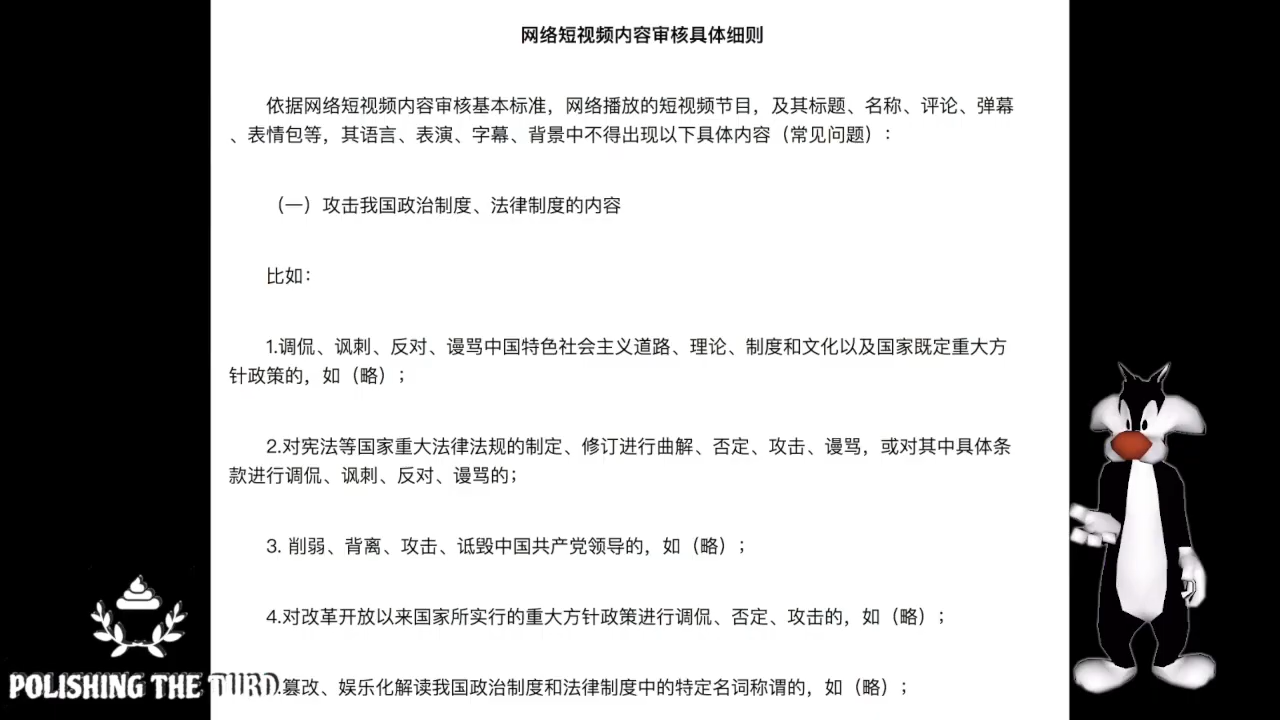 网络短视频内容审核具体细则
依据网络短视频内容审核基本标准，网络播放的短视频节目，及其标题、名称、评论、弹幕
、表情包等，其语言、表演、字幕、背景中不得出现以下具体内容（常见问题）：
（一）攻击我国政治制度、法律制度的内容
比如：
1.调侃、讽刺、反对、谩骂中国特色社会主义道路、理论、制度和文化以及国家既定重大方
针政策的，如（略）；
2.对宪法等国家重大法律法规的制定、修订进行曲解、否定、攻击、谩骂，或对其中具体条
款进行调侃、讽刺、反对、谩骂的；
3. 削弱、背离、攻击、诋毁中国共产党领导的，如（略）；
4.对改革开放以来国家所实行的重大方针政策进行调侃、否定、攻击的，如（略）；
.篡改、娱乐化解读我国政治制度和法律制度中的特定名词称谓的，如（略）；
POLISHING THE TURD